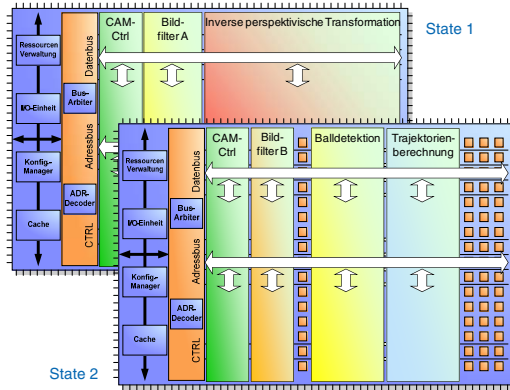 CAM-
Ctrl
Bild-
filter A
Inverse perspektivische Transformation
State 1
Ressourcen
Verwaltung
I/O-Einheit
Konfig.-
Manager
Cache
Datenbus
Bus-
Arbiter
Adressbus
ADR-
Decoder
CTRL
CAM-
Ctrl
Bild-
filter B
Balldetektion
Trajektorien-
berechnung
Ressourcen
Verwaltung
I/O-Einheit
Konfig.-
Manager
Cache
Datenbus
Bus-
Arbiter
Adressbus
ADR-
Decoder
CTRL
State 2